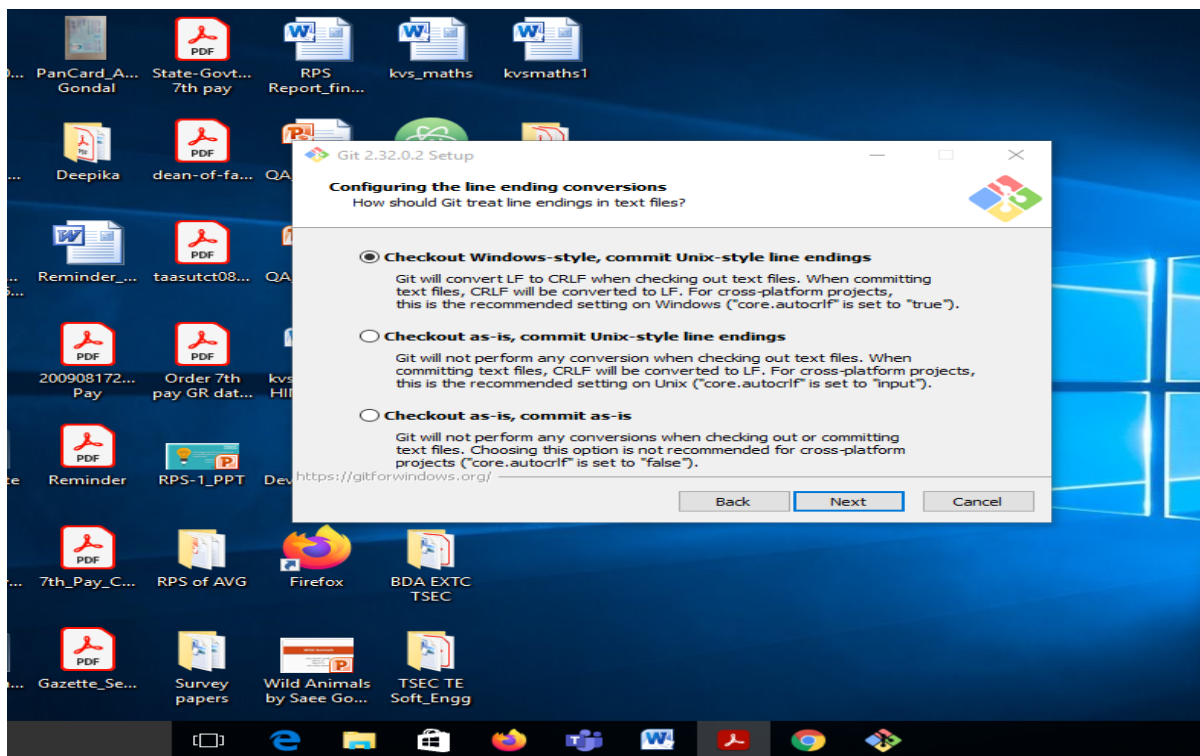 PanCard_A... State-Govt... RPS kvs_maths kvsmaths1
Gondal 7th pay Report_fin...
Deepika dean-of-fa... QA
Git 2.32.0.2 Setup
Configuring the line ending conversions
How should Git treat line endings in text files?
Reminder_... taasutct08... QA
Checkout Windows-style, commit Unix-style line endings
Git will convert LF to CRLF when checking out text files. When committing
text files, CRLF will be converted to LF. For cross-platform projects,
this is the recommended setting on Windows ("core.autocrlf" is set to "true").
Checkout as-is, commit Unix-style line endings
Git will not perform any conversion when checking out text files. When
committing text files, CRLF will be converted to LF. For cross-platform projects,
this is the recommended setting on Unix ("core.autocrlf" is set to "input").
200908172... Order 7th kvs
Pay pay GR dat... HI
Checkout as-is, commit as-is
Git will not perform any conversions when checking out or committing
text files. Choosing this option is not recommended for cross-platform
projects ("core.autocrlf" is set to "false").
https://gitforwindows.org/
Reminder RPS-1_PPT Dev
Back Next Cancel
7th_Pay_C... RPS of AVG Firefox BDA EXTC
TSEC
Gazette_Se... Survey Wild Animals TSEC TE
papers by Saee Go... Soft_Engg
PDF
PDF
PDF
PDF
PDF
PDF
PDF
PDF
PDF